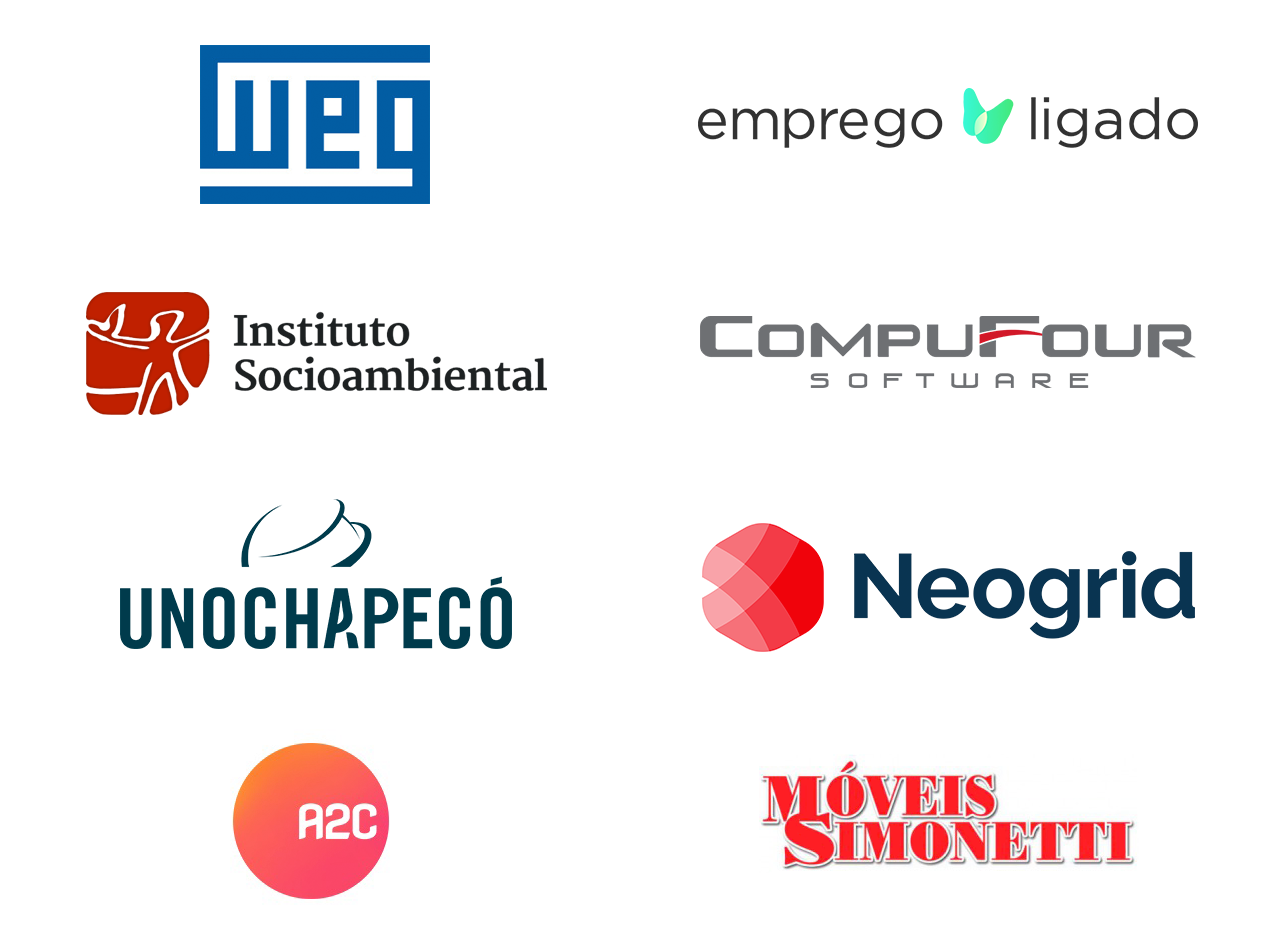 weg
emprego ligado
Instituto
Socioambiental
COMPUFOUR
SOFTWARE
UNOCHAPECÓ
Neogrid
A2C
MÓVEIS
SIMONETTI